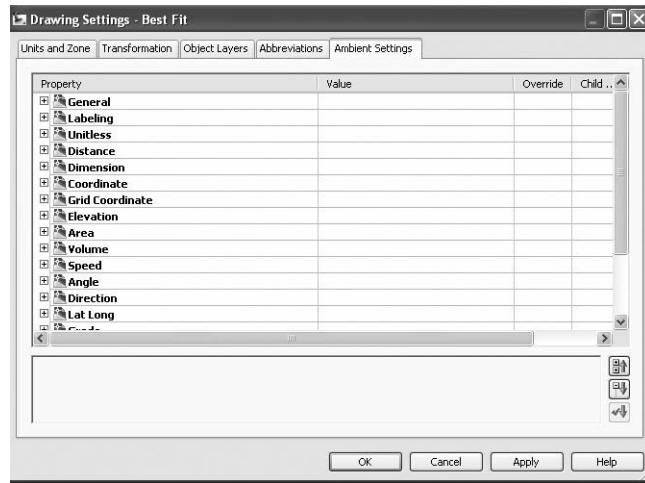 Drawing Settings - Best Fit
Units and Zone Transformation Object Layers Abbreviations Ambient Settings
Property Value Override Child ..
General
Labeling
Unitless
Distance
Dimension
Coordinate
Grid Coordinate
Elevation
Area
Volume
Speed
Angle
Direction
Lat Long
OK Cancel Apply Help